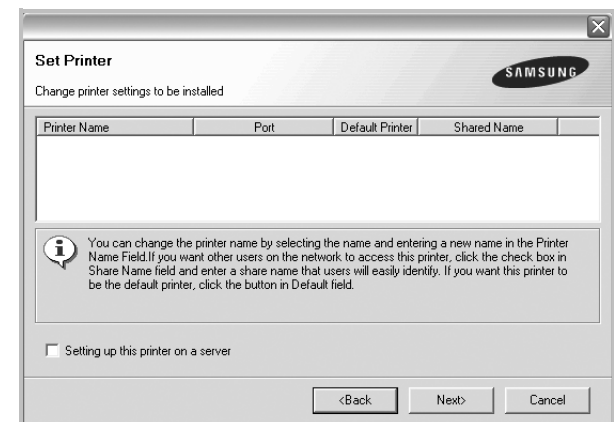 Set Printer
SAMSUNG
Change printer settings to be installed
Printer Name Port Default Printer Shared Name
You can change the printer name by selecting the name and entering a new name in the Printer
Name Field.If you want other users on the network to access this printer, click the check box in
Share Name field and enter a share name that users will easily identify. If you want this printer to
be the default printer, click the button in Default field.
Setting up this printer on a server
<Back Next> Cancel